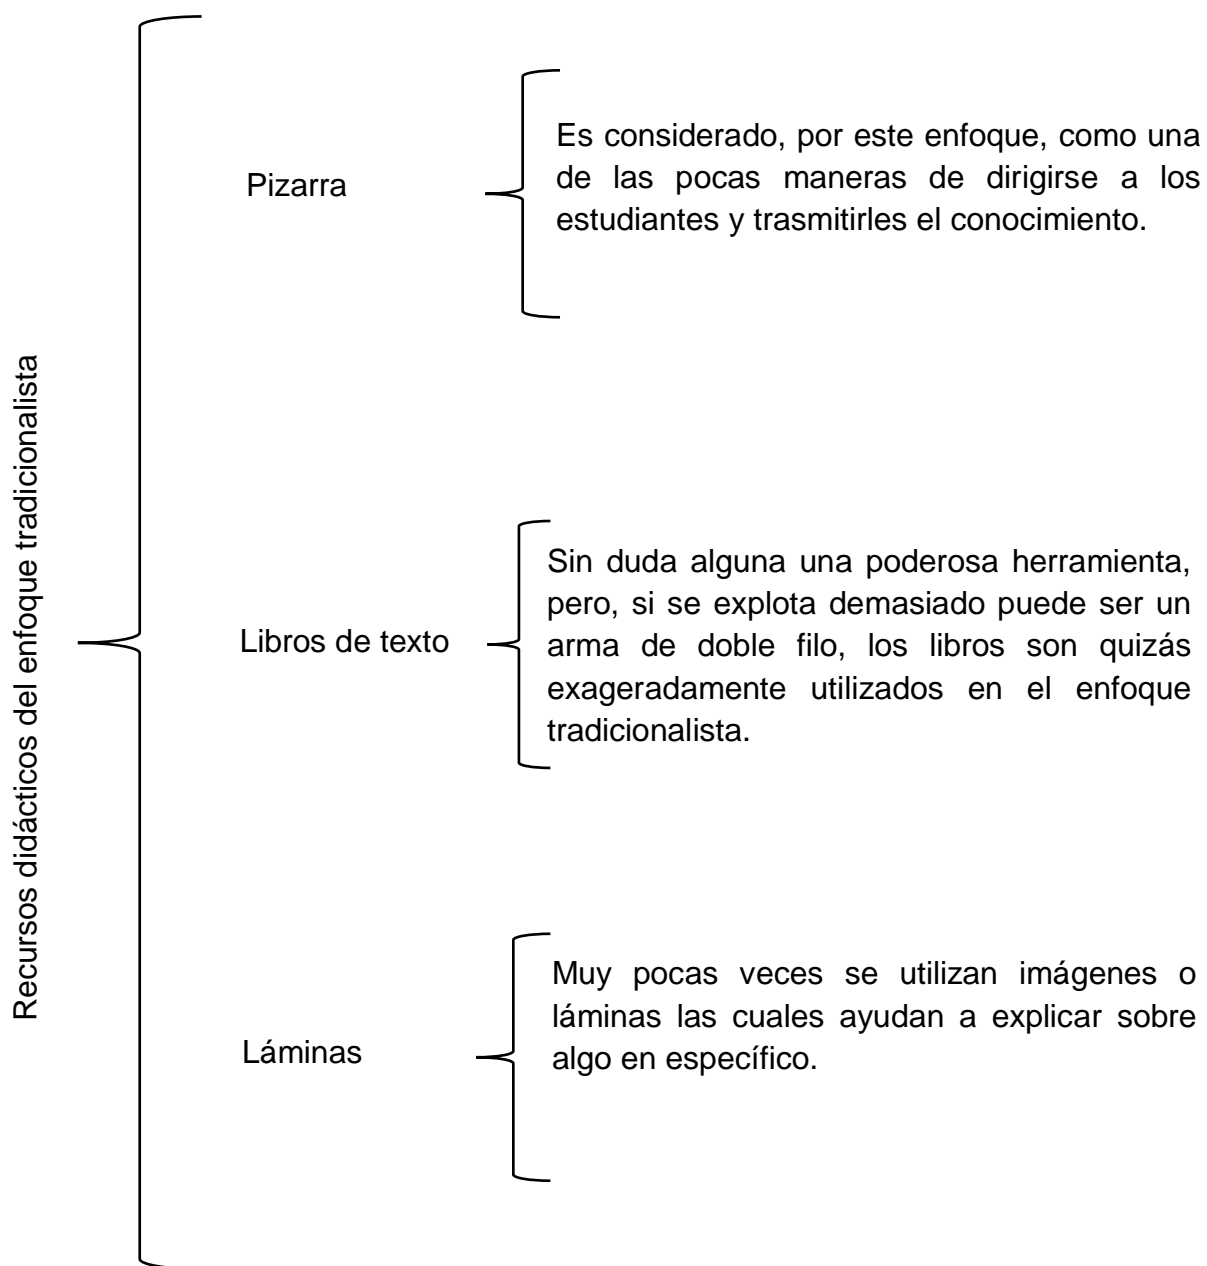 Recursos didácticos del enfoque tradicionalista
Pizarra
Es considerado, por este enfoque, como una
de las pocas maneras de dirigirse a los
estudiantes y trasmitirles el conocimiento.
Libros de texto
Sin duda alguna una poderosa herramienta,
pero, si se explota demasiado puede ser un
arma de doble filo, los libros son quizás
exageradamente utilizados en el enfoque
tradicionalista.
Láminas
Muy pocas veces se utilizan imágenes o
láminas las cuales ayudan a explicar sobre
algo en específico.